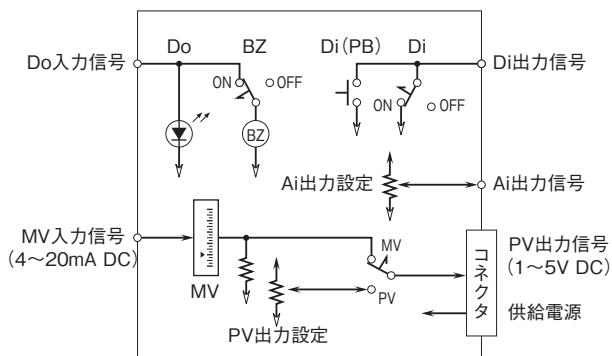 Do BZ Di(PB) Di
Do入力信号
Di出力信号
ON OFF
ON OFF
BZ
Ai出力設定
Ai出力信号
MV入力信号
(4〜20mA DC)
MV
MV
PV
PV出力設定
コネクタ
PV出力信号
(1〜5V DC)
供給電源